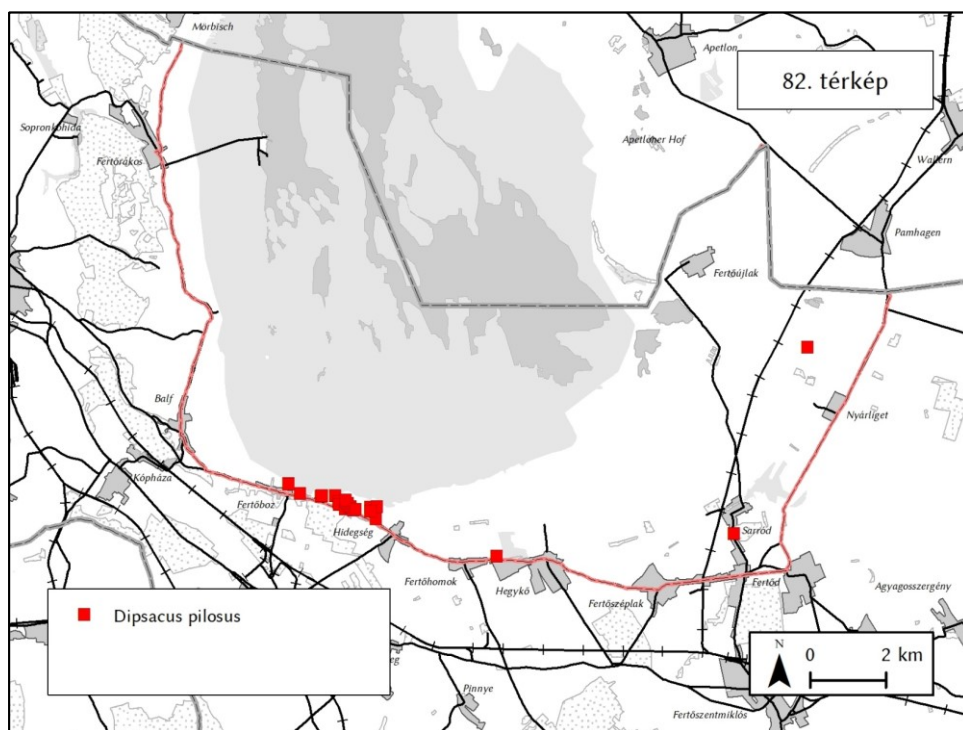 Mörbisch
Apetlon
82. térkép
Sopronkőhida
Fertőrákos
Apetloner Hof
Wallern
Pamhagen
Fertőújlak
Balf
Nyárliget
Kópháza
Fertőboz
Hidegség
Sarród
Fertőhomok
Hegykő
Fertőszéplak
Fertőd
Agyagosszergény
Dipsacus pilosus
N
0 2 km
Pinnye
Fertőszentmiklós